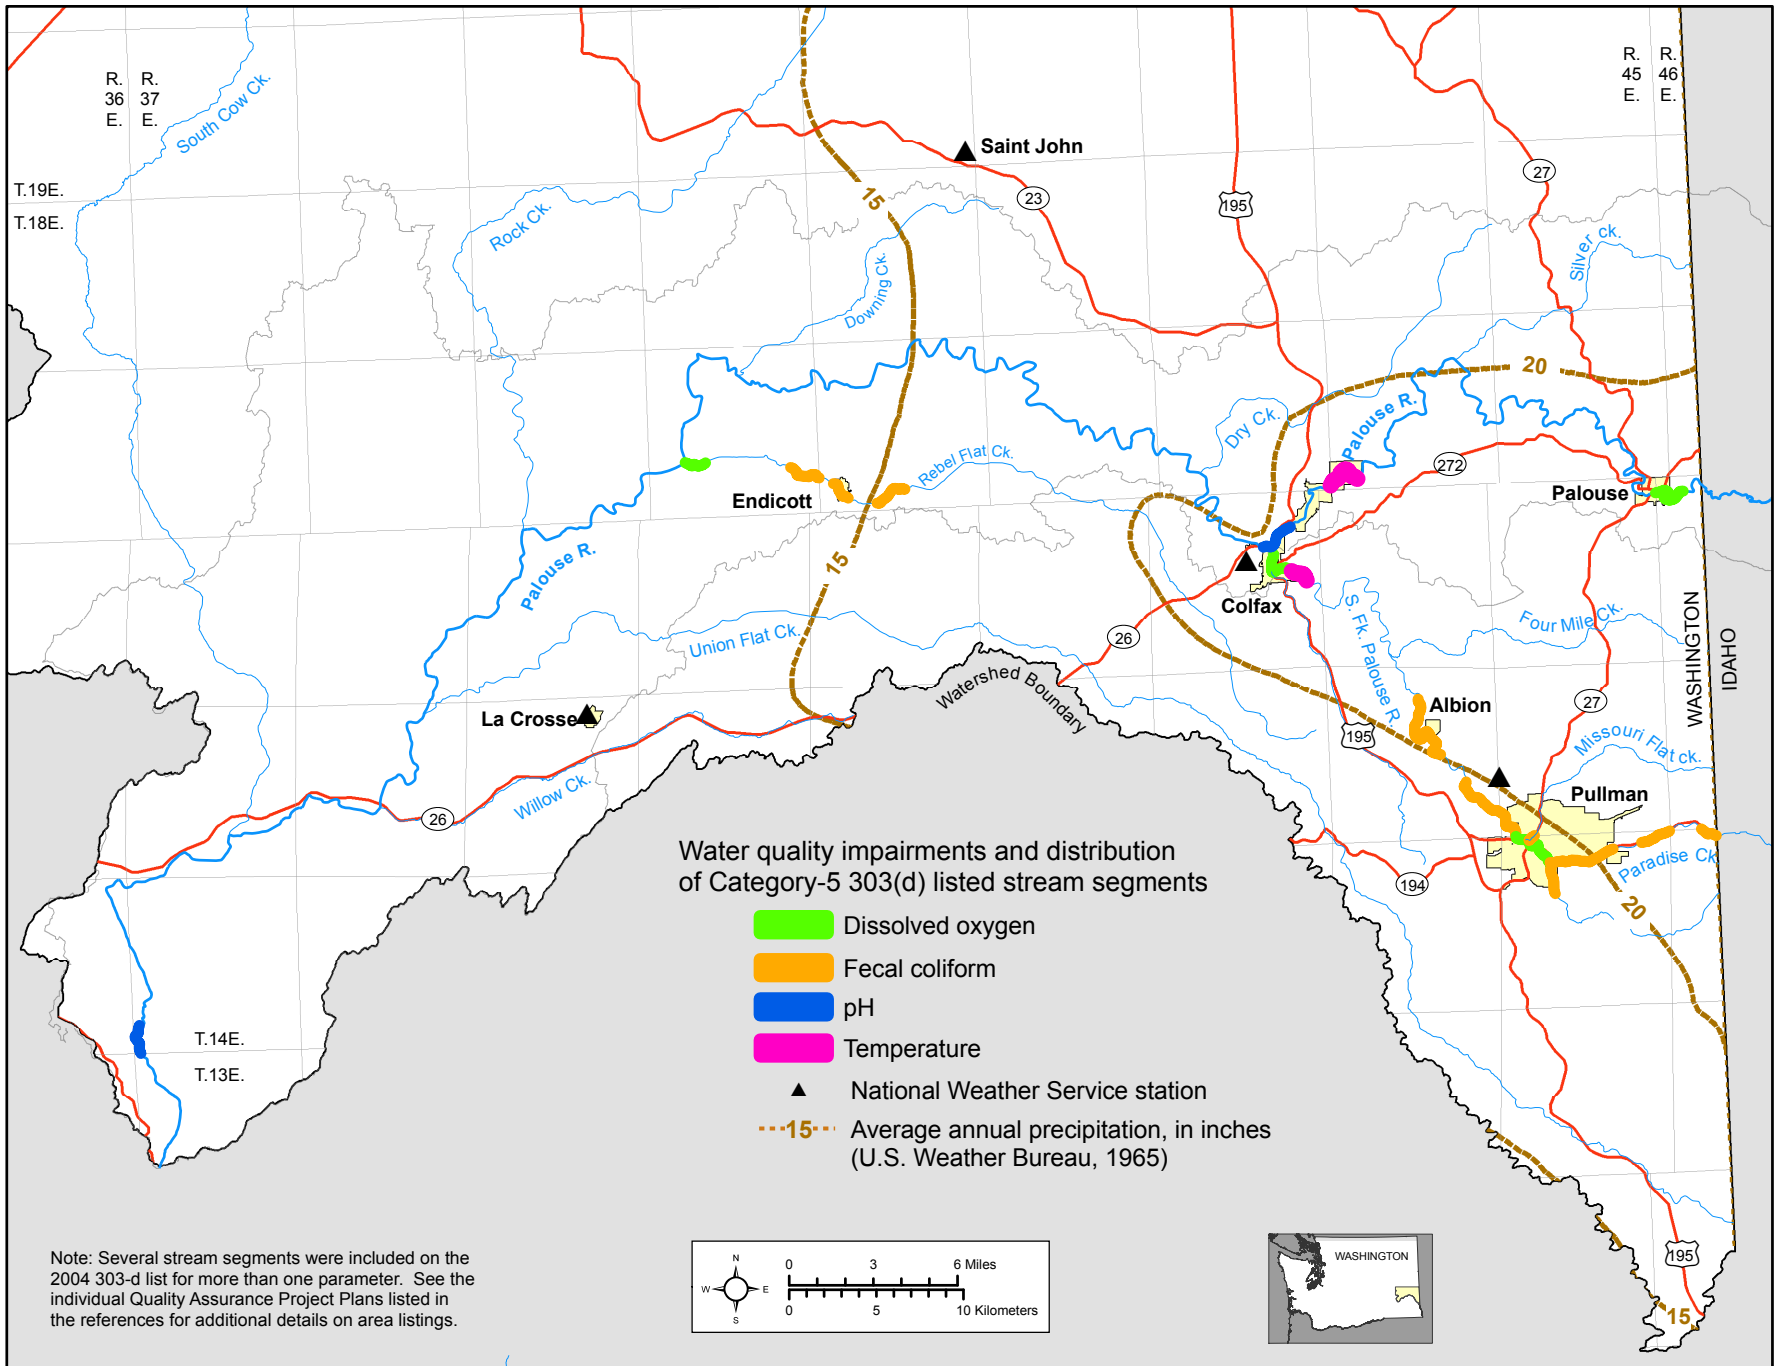 R. R.
36 37
E. E.
South Cow Ck.
T.19E.
T.18E.
Rock Ck.
15
Saint John
23
195
27
R. R.
45 46
E. E.
Silver ck.
Downing Ck.
20
Dry Ck.
Palouse R.
272
Palouse
Rebel Flat Ck.
Endicott
15
Palouse R.
Colfax
26
S. Fk. Palouse R.
Four Mile Ck.
WASHINGTON
IDAHO
Union Flat Ck.
Watershed Boundary
La Crosse
Albion
27
195
Missouri Flat ck.
Pullman
Willow Ck.
26
Paradise Ck
194
20
Water quality impairments and distribution
of Category-5 303(d) listed stream segments
Dissolved oxygen
Fecal coliform
pH
Temperature
National Weather Service station
15
Average annual precipitation, in inches
(U.S. Weather Bureau, 1965)
T.14E.
T.13E.
195
15
Note: Several stream segments were included on the
2004 303-d list for more than one parameter. See the
individual Quality Assurance Project Plans listed in
the references for additional details on area listings.
N
W E
S
0 3 6 Miles
0 5 10 Kilometers
WASHINGTON